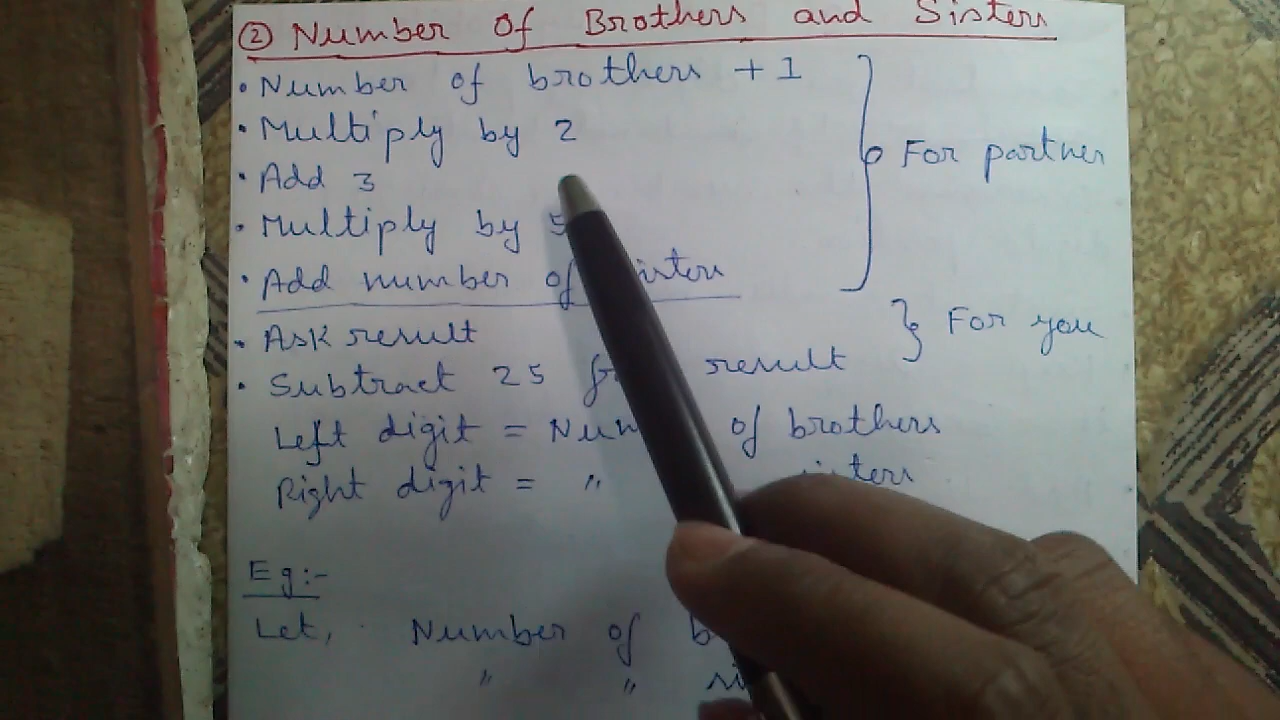 ② Number Of Brothers and Sisters
• Number of brothers + 1
• Multiply by 2
• Add 3
• Multiply by 5
• Add number of
For partner
• Ask result
• Subtract 25 result
For you
Left digit = of brothers
Right digit = "
Eg:-
Let, Number of
" "